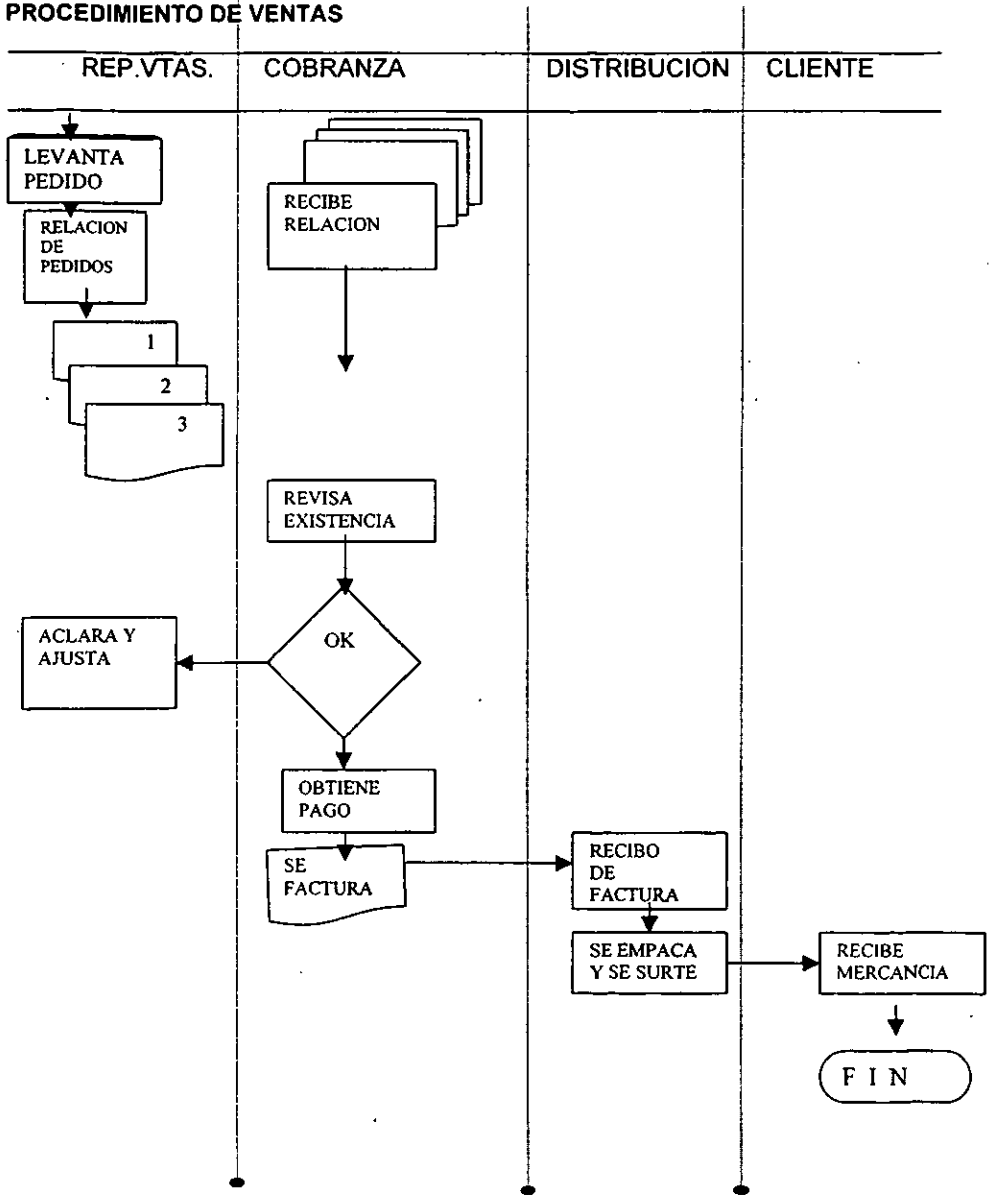 PROCEDIMIENTO DE VENTAS
REP.VTAS. COBRANZA DISTRIBUCION CLIENTE
LEVANTA
PEDIDO
RELACION
DE
PEDIDOS
1
2
3
RECIBE
RELACION
REVISA
EXISTENCIA
OK
ACLARA Y
AJUSTA
OBTIENE
PAGO
SE
FACTURA
RECIBO
DE
FACTURA
SE EMPACA
Y SE SURTE
RECIBE
MERCANCIA
F I N